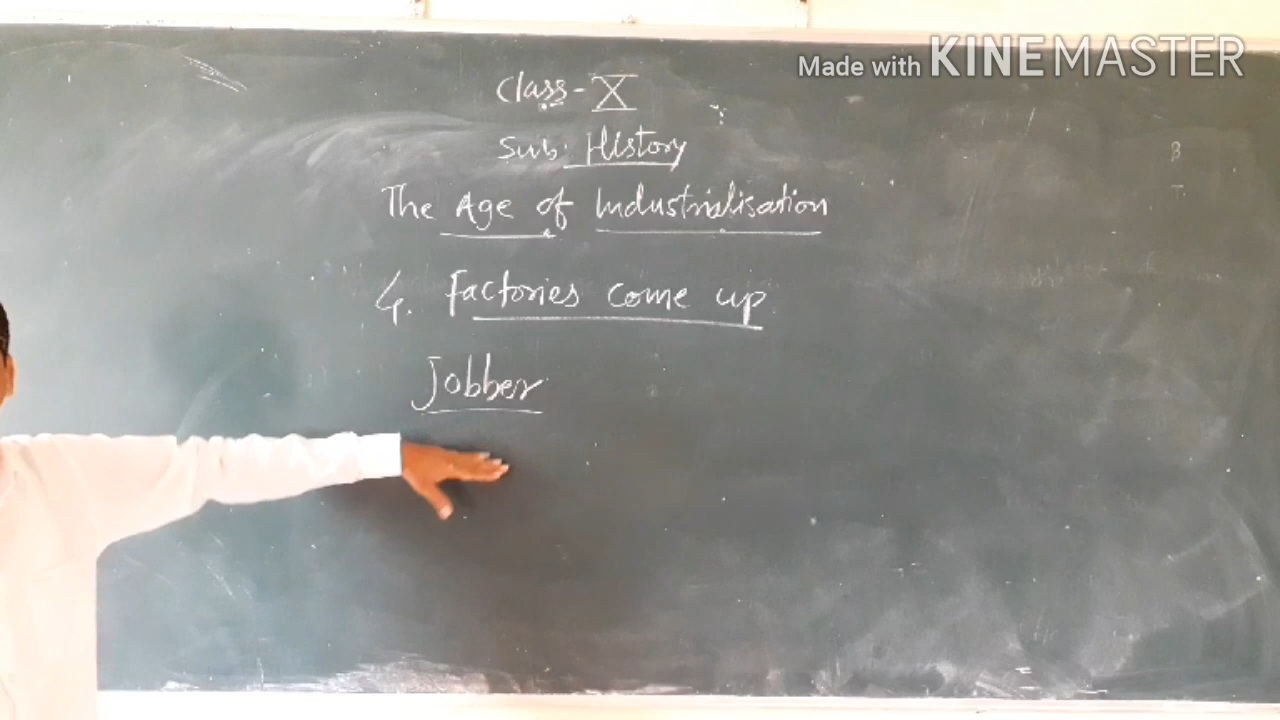 Made with KINEMASTER
Class - X
Sub: History
The Age of Industrialisation
4. Factories come up
Jobber